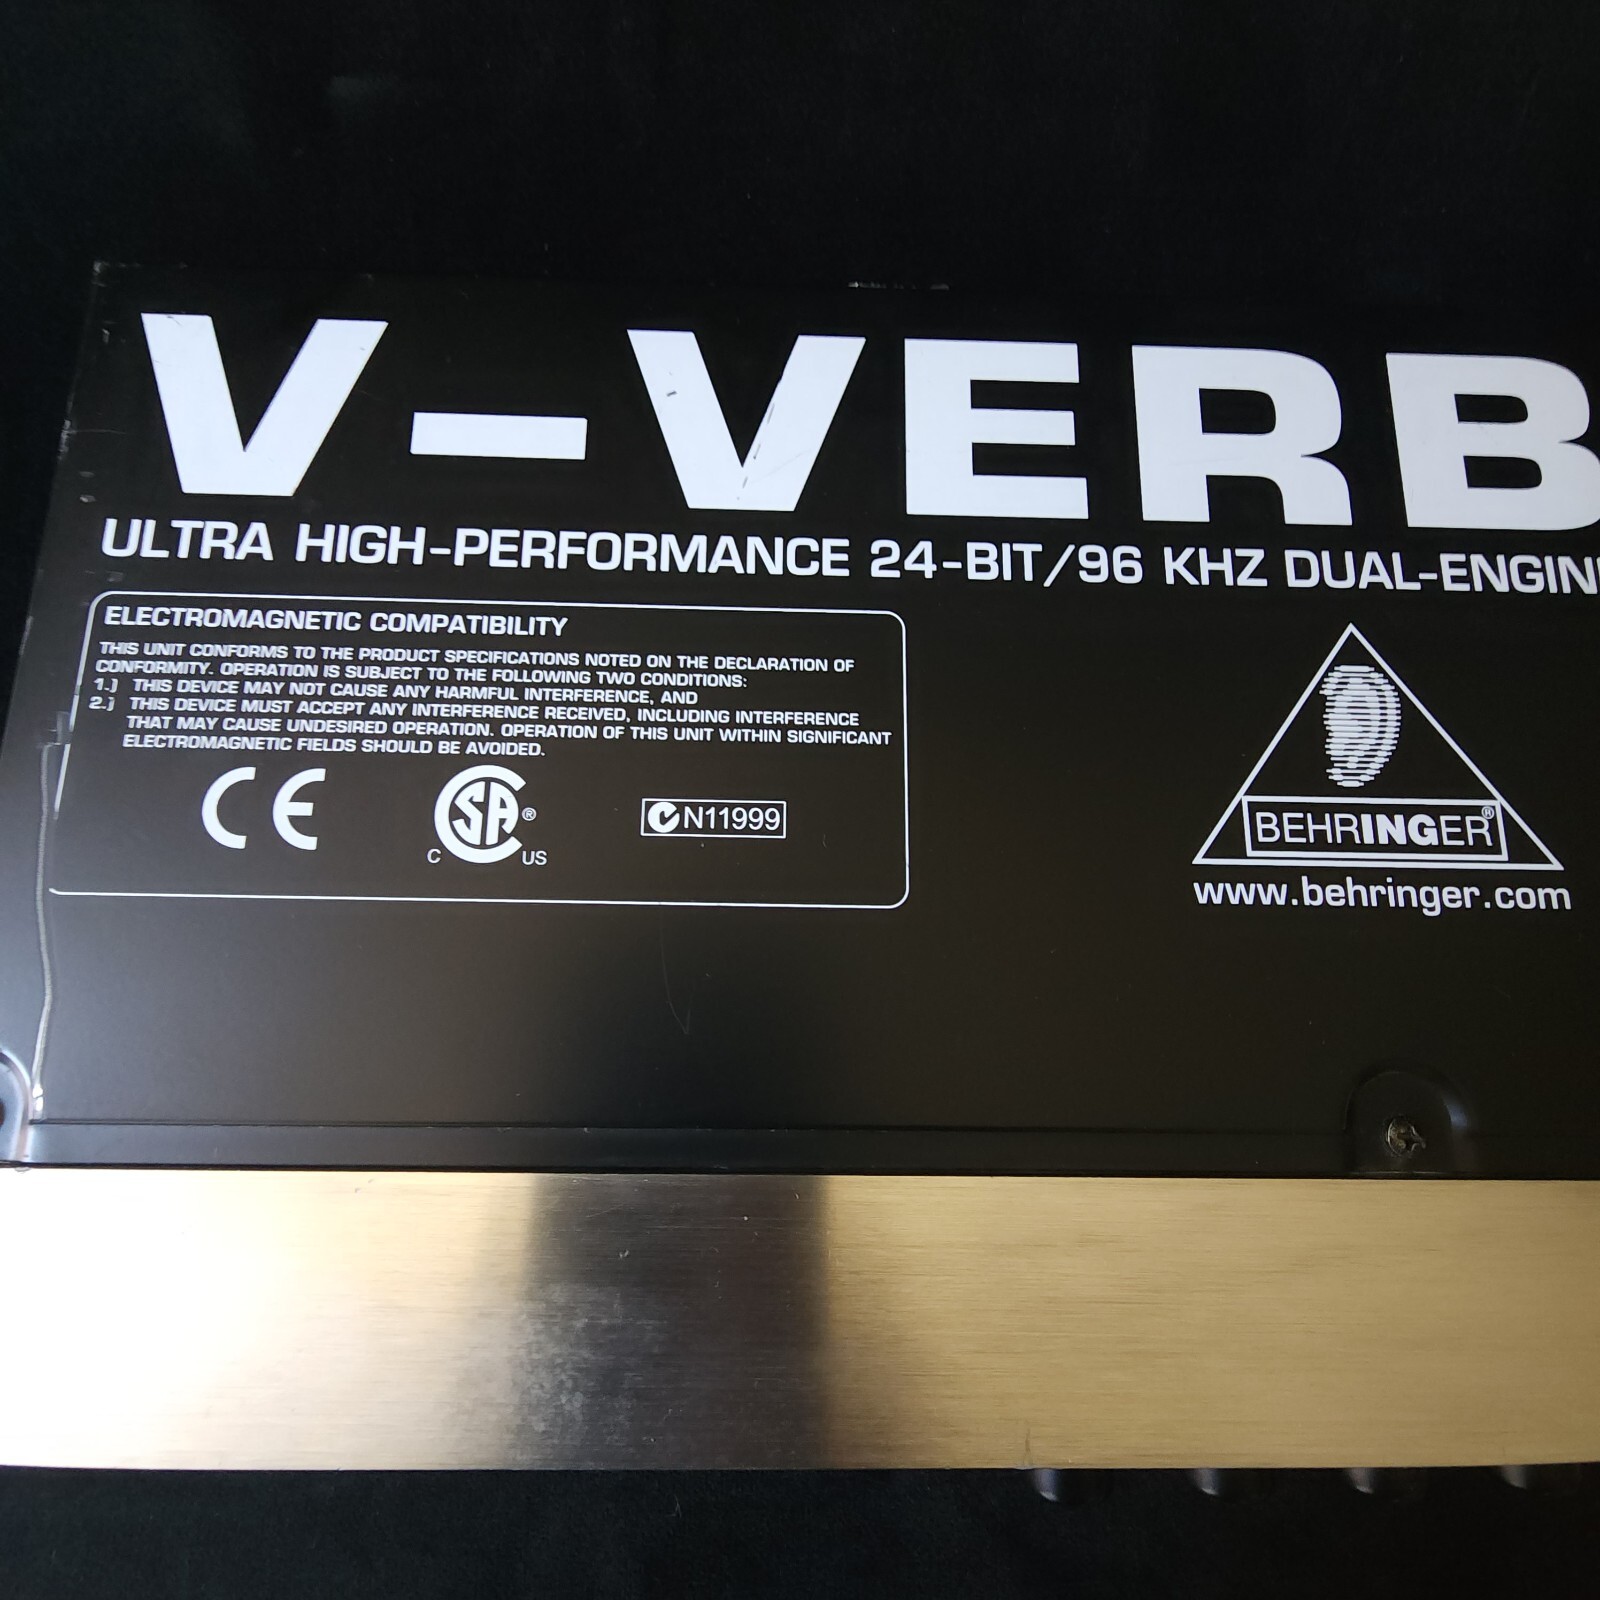 V-VERB
ULTRA HIGH-PERFORMANCE 24-BIT/96 KHZ DUAL-ENGIN
ELECTROMAGNETIC COMPATIBILITY
THIS UNIT CONFORMS TO THE PRODUCT SPECIFICATIONS NOTED ON THE DECLARATION OF
CONFORMITY. OPERATION IS SUBJECT TO THE FOLLOWING TWO CONDITIONS:
1.) THIS DEVICE MAY NOT CAUSE ANY HARMFUL INTERFERENCE, AND
2.) THIS DEVICE MUST ACCEPT ANY INTERFERENCE RECEIVED, INCLUDING INTERFERENCE
THAT MAY CAUSE UNDESIRED OPERATION. OPERATION OF THIS UNIT WITHIN SIGNIFICANT
ELECTROMAGNETIC FIELDS SHOULD BE AVOIDED.
CE
C SA® US
N11999
BEHRINGER®
www.behringer.com